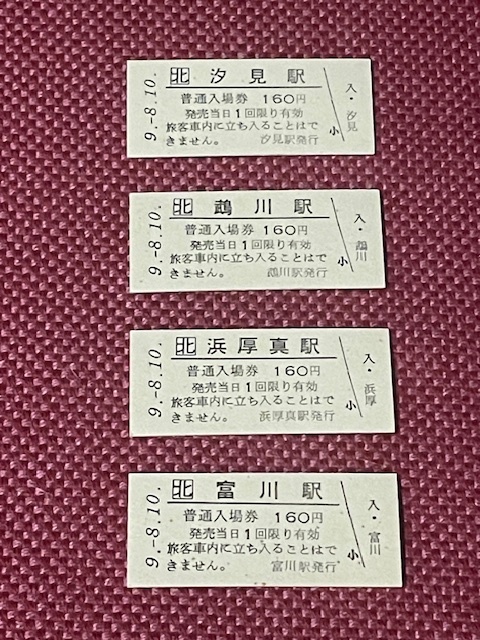 北 汐見駅
普通入場券 160円
発売当日1回限り有効
旅客車内に立ち入ることはで
きません。 汐見駅発行
9.-8.10.
入・汐見
小
北 鵡川駅
普通入場券 160円
発売当日1回限り有効
旅客車内に立ち入ることはで
きません。 鵡川駅発行
9.-8.10.
入・鵡川
小
北 浜厚真駅
普通入場券 160円
発売当日1回限り有効
旅客車内に立ち入ることはで
きません。 浜厚真駅発行
9.-8.10.
入・浜厚
小
北 富川駅
普通入場券 160円
発売当日1回限り有効
旅客車内に立ち入ることはで
きません。 富川駅発行
9.-8.10.
入・富川
小